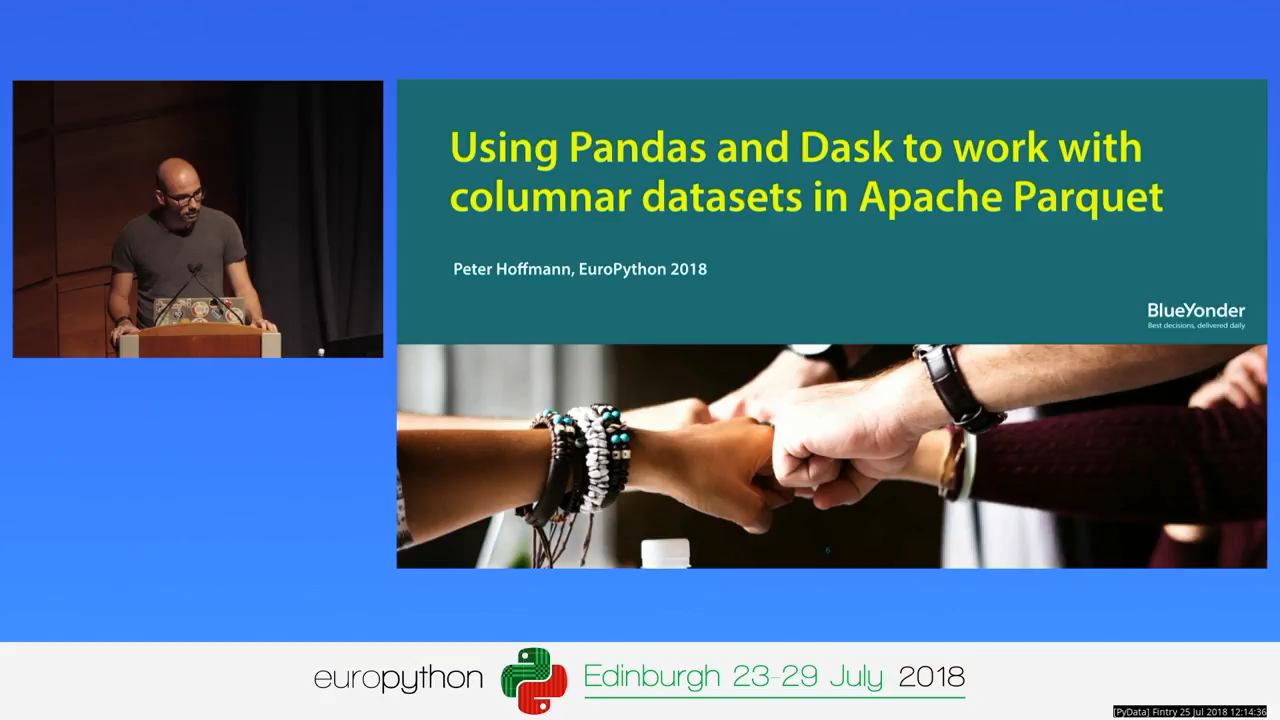 Using Pandas and Dask to work with
columnar datasets in Apache Parquet
Peter Hoffmann, EuroPython 2018
BlueYonder
Best decisions, delivered daily
6
europython
Edinburgh 23-29 July 2018
[PyData] Fintry 25 Jul 2018 12:14:36